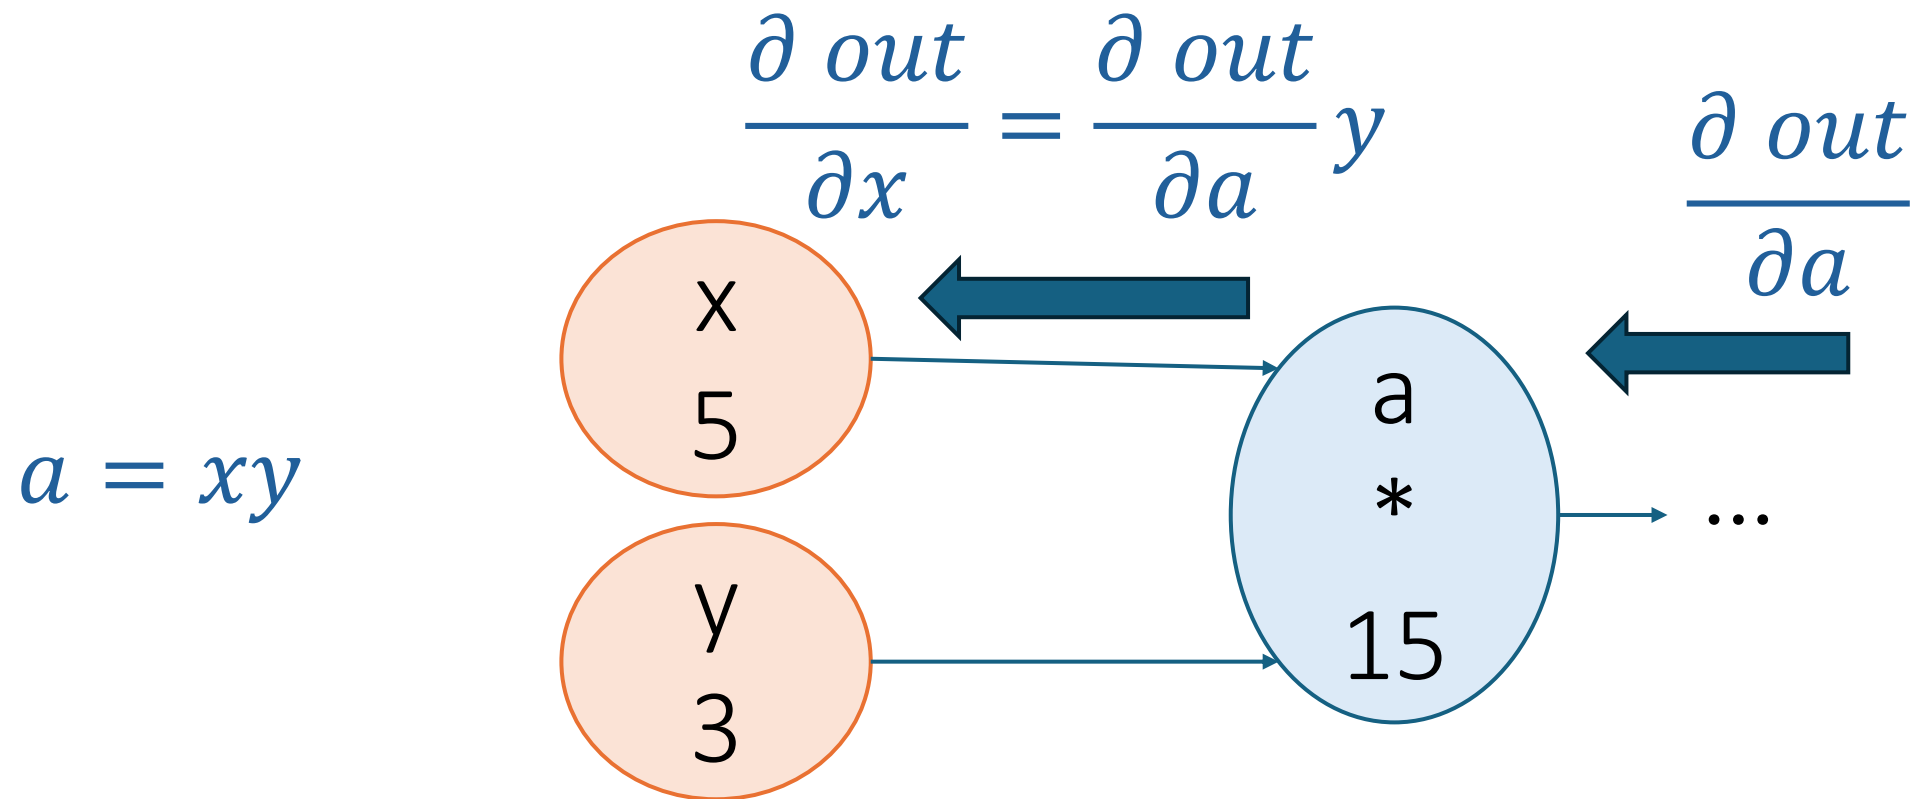 ∂ out/∂x = ∂ out/∂a y
∂ out/∂a
x
5
a = xy
y
3
a
*
15
...